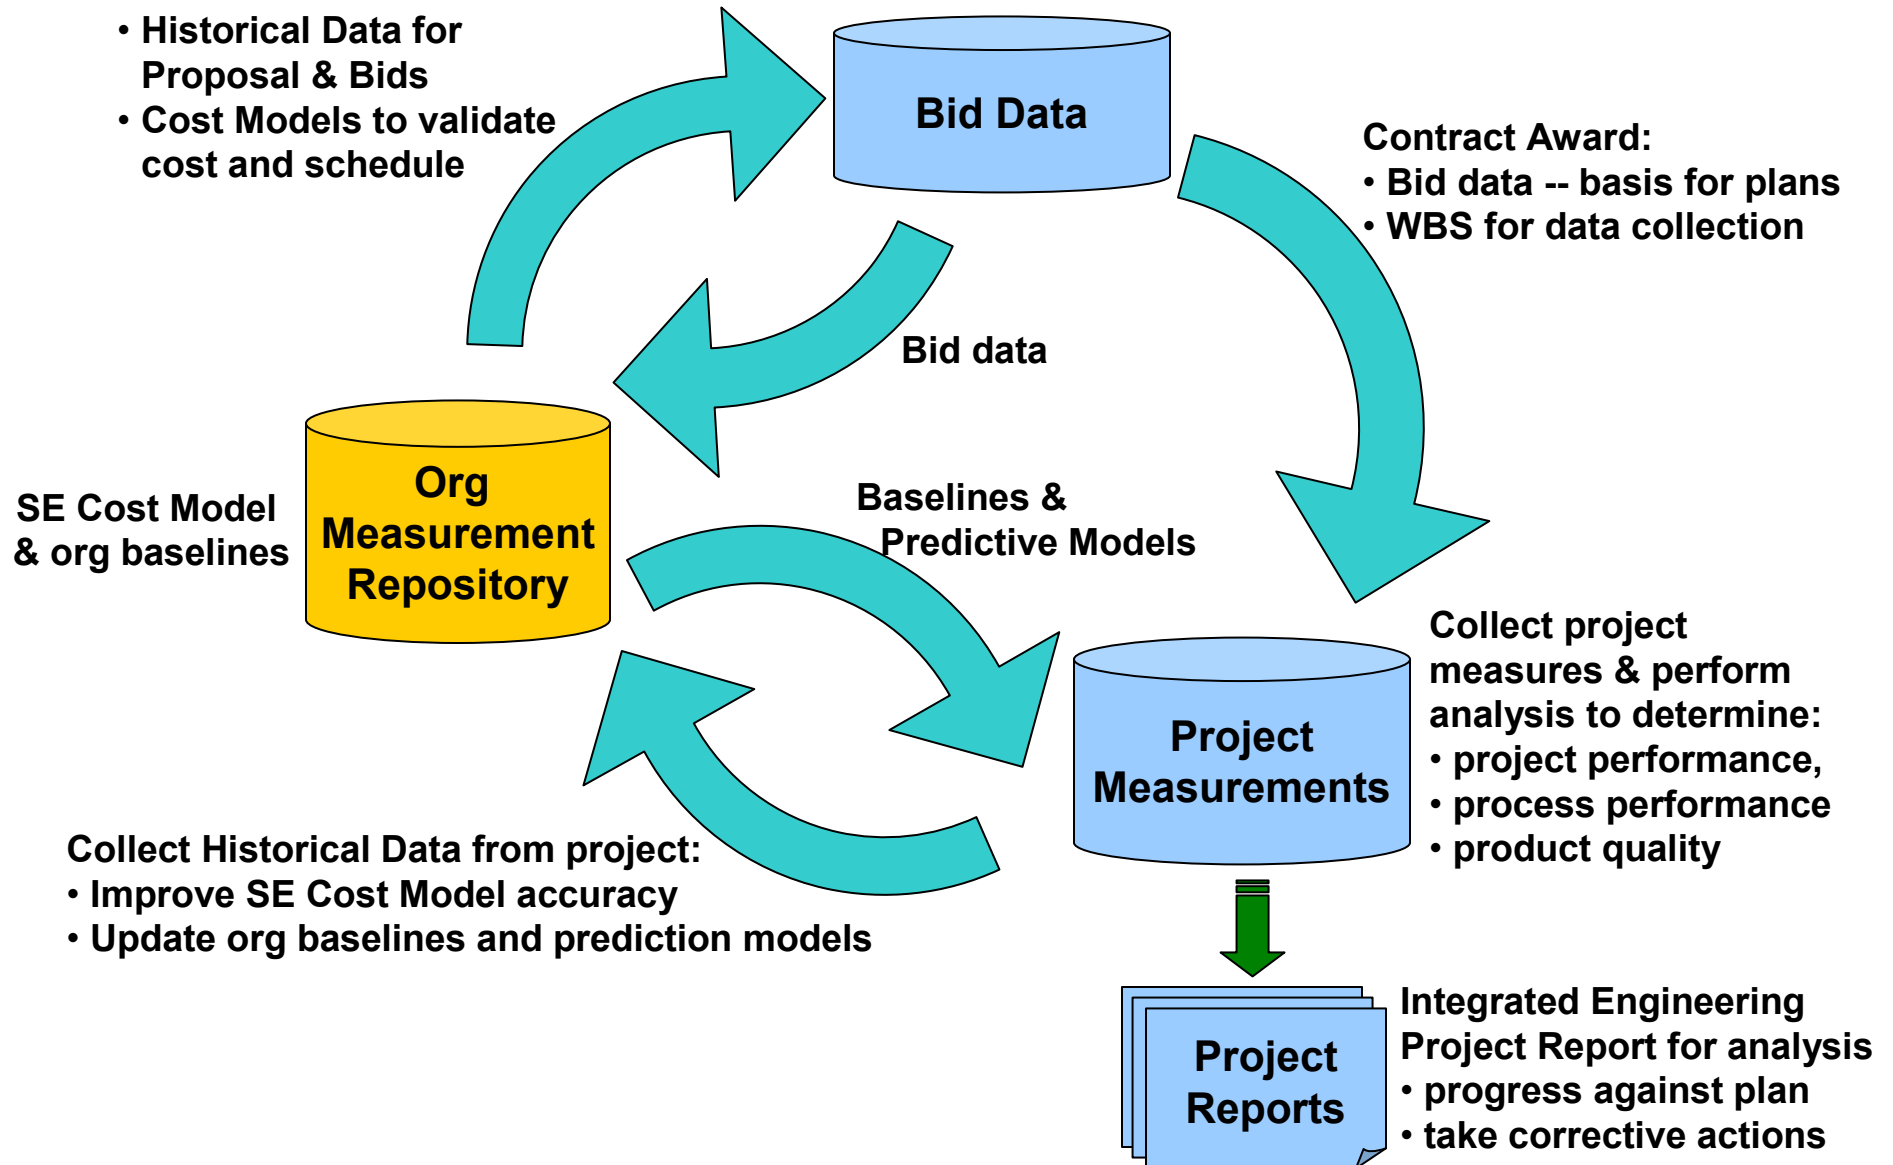 • Historical Data for
Proposal & Bids
• Cost Models to validate
cost and schedule
Bid Data
Contract Award:
• Bid data -- basis for plans
• WBS for data collection
Bid data
SE Cost Model
& org baselines
Org
Measurement
Repository
Baselines &
Predictive Models
Collect project
measures & perform
analysis to determine:
• project performance,
• process performance
• product quality
Project
Measurements
Collect Historical Data from project:
• Improve SE Cost Model accuracy
• Update org baselines and prediction models
Project
Reports
Integrated Engineering
Project Report for analysis
• progress against plan
• take corrective actions